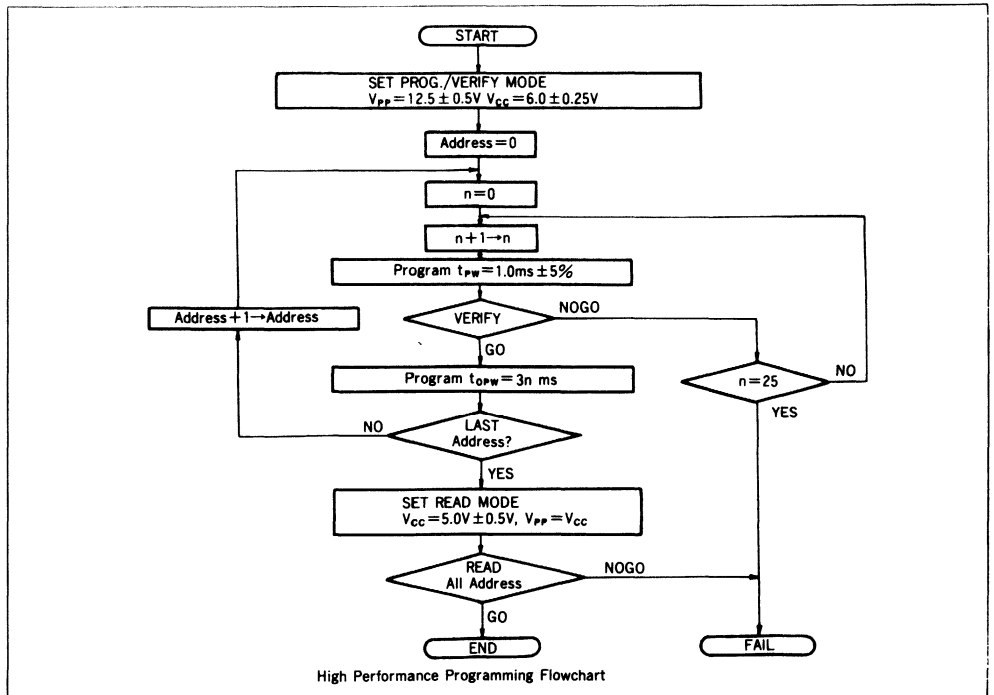 START
SET PROG./VERIFY MODE
V_PP=12.5±0.5V V_CC=6.0±0.25V
Address=0
n=0
n+1→n
Program t_PW=1.0ms±5%
Address+1→Address
VERIFY
NOGO
GO
Program t_OPW=3n ms
n=25
NO
YES
NO
LAST
Address?
YES
SET READ MODE
V_CC=5.0V±0.5V, V_PP=V_CC
READ
All Address
NOGO
GO
END
FAIL
High Performance Programming Flowchart